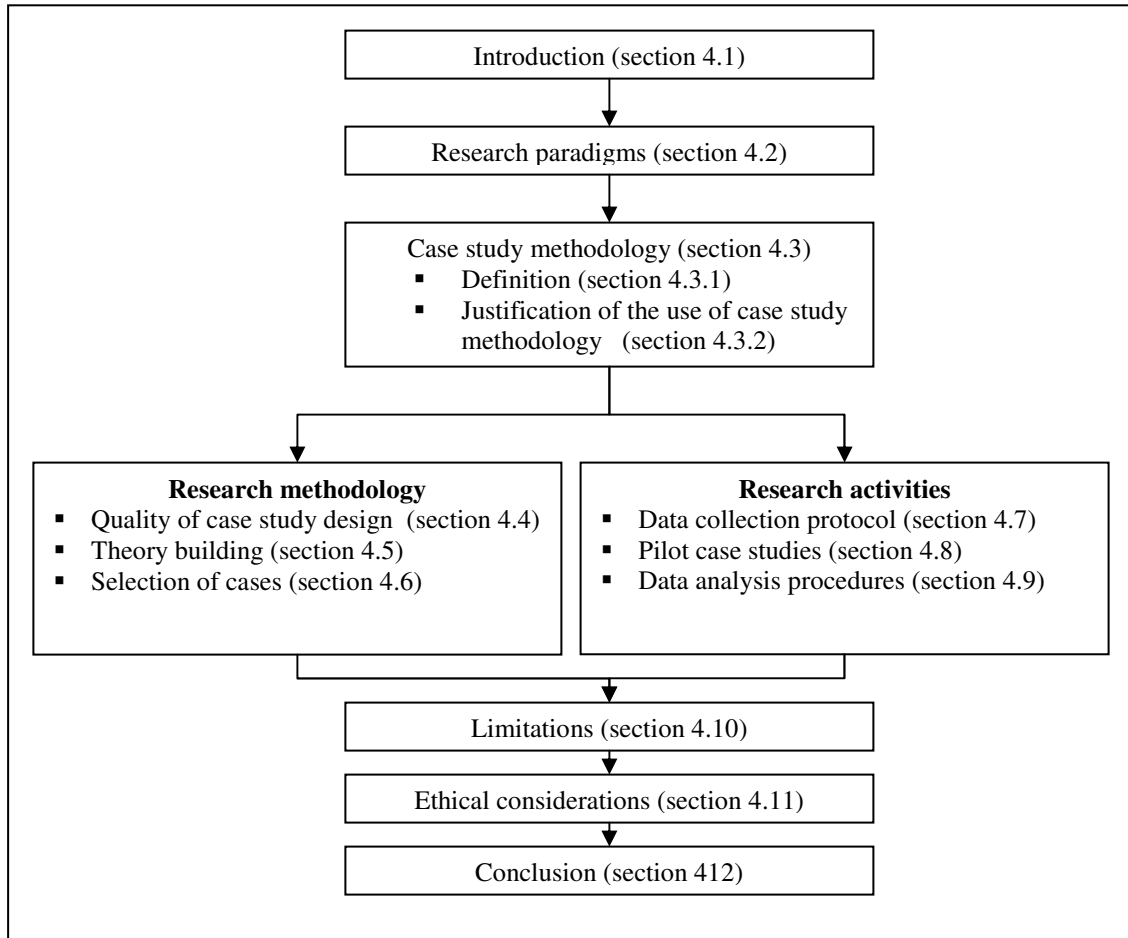 Introduction (section 4.1)
Research paradigms (section 4.2)
Case study methodology (section 4.3)
▪ Definition (section 4.3.1)
▪ Justification of the use of case study
methodology (section 4.3.2)
Research methodology
▪ Quality of case study design (section 4.4)
▪ Theory building (section 4.5)
▪ Selection of cases (section 4.6)
Research activities
▪ Data collection protocol (section 4.7)
▪ Pilot case studies (section 4.8)
▪ Data analysis procedures (section 4.9)
Limitations (section 4.10)
Ethical considerations (section 4.11)
Conclusion (section 412)